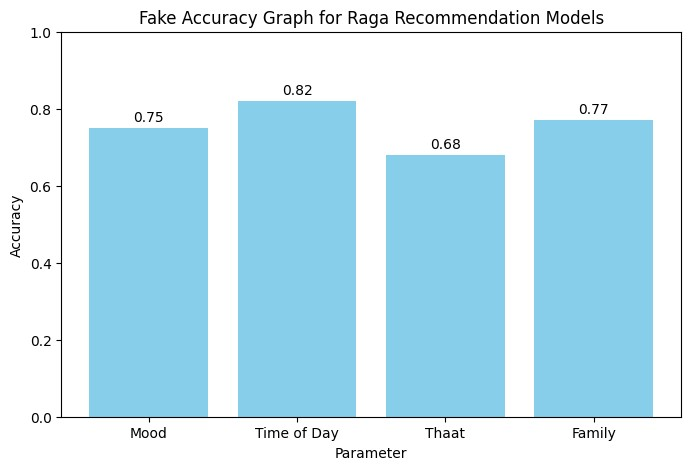 Fake Accuracy Graph for Raga Recommendation Models
1.0
0.8
0.6
0.4
0.2
0.0
Accuracy
0.75
0.82
0.68
0.77
Mood
Time of Day
Thaat
Family
Parameter